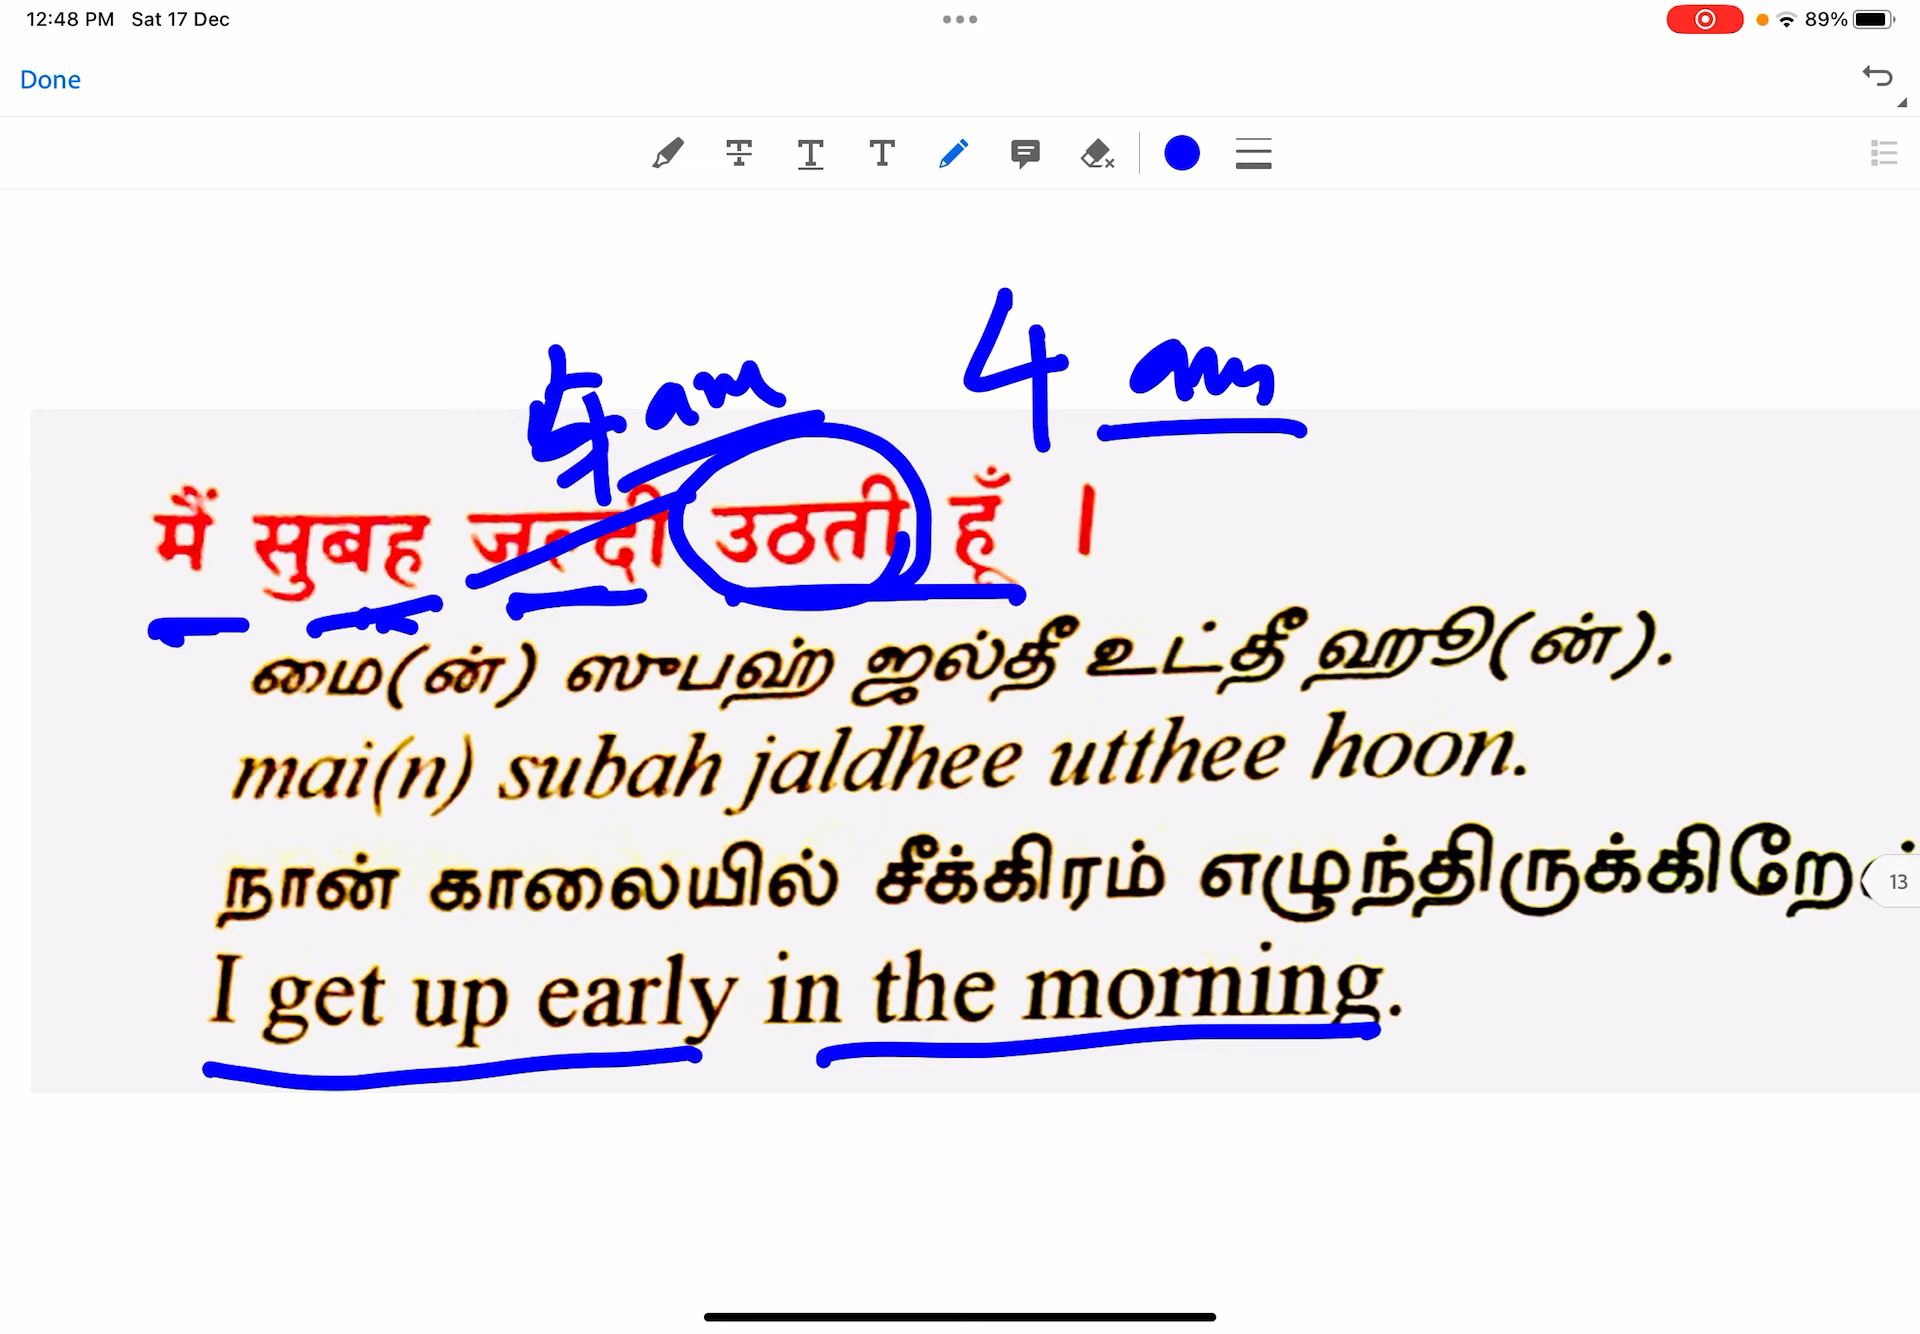 12:48 PM Sat 17 Dec
89%
Done
4 am
4 am
मैं सुबह जल्दी उठती हूँ ।
மை(ன்) ஸுபஹ் ஜல்தீ உட்தீ ஹூ(ன்).
mai(n) subah jaldhee utthee hoon.
நான் காலையில் சீக்கிரம் எழுந்திருக்கிறே
13
I get up early in the morning.